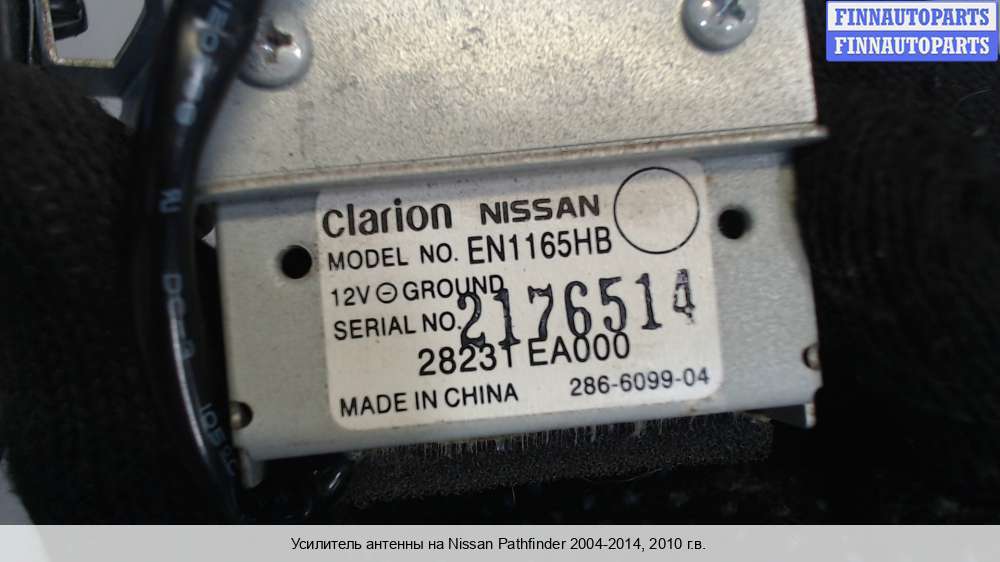 FINNAUTOPARTS
FINNAUTOPARTS
clarion NISSAN
MODEL NO. EN1165HB
12V ⊖ GROUND
SERIAL NO. 2176514
28231 EA000
MADE IN CHINA 286-6099-04
Усилитель антенны на Nissan Pathfinder 2004-2014, 2010 г.в.